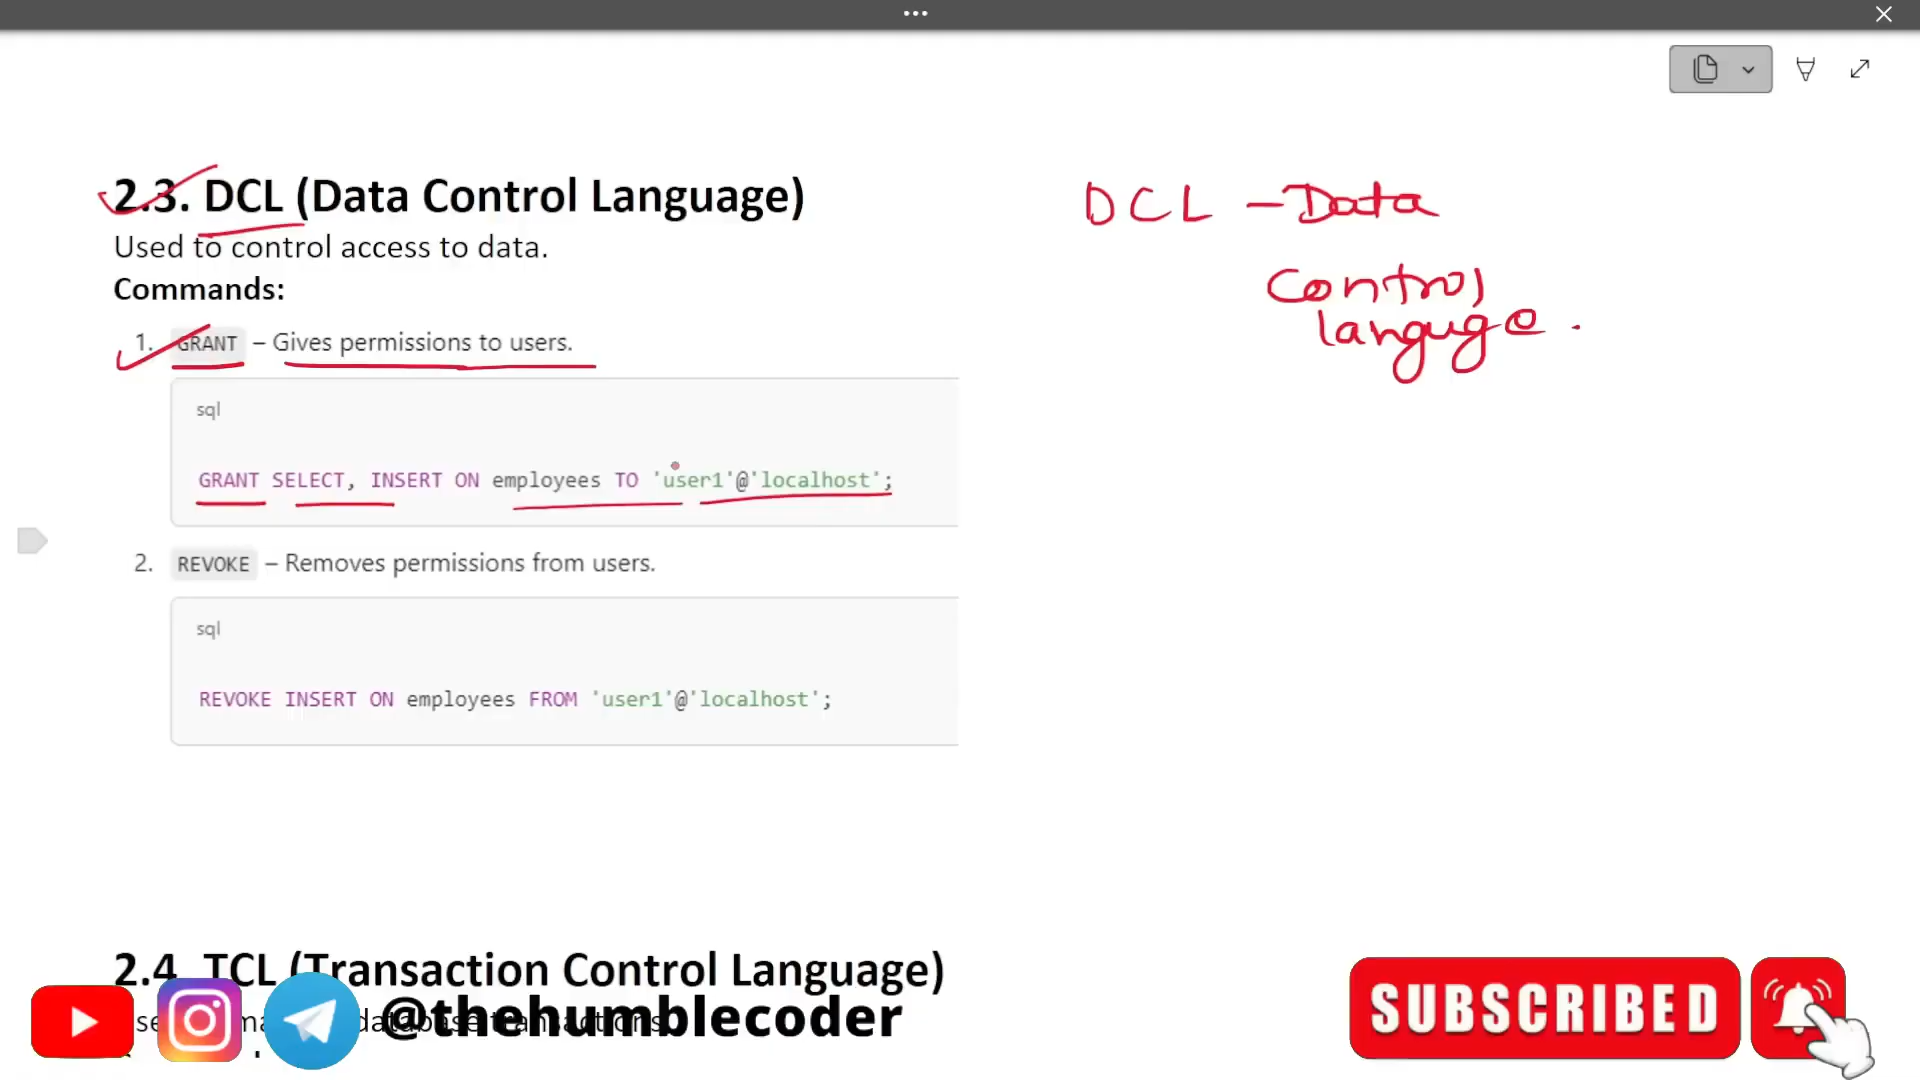 2.3. DCL (Data Control Language)
DCL - Data
Control
languge.
Used to control access to data.
Commands:
1. GRANT – Gives permissions to users.
sql
GRANT SELECT, INSERT ON employees TO 'user1'@'localhost';
2. REVOKE – Removes permissions from users.
sql
REVOKE INSERT ON employees FROM 'user1'@'localhost';
2.4. TCL (Transaction Control Language)
database transactions
@thehumblecoder
SUBSCRIBED